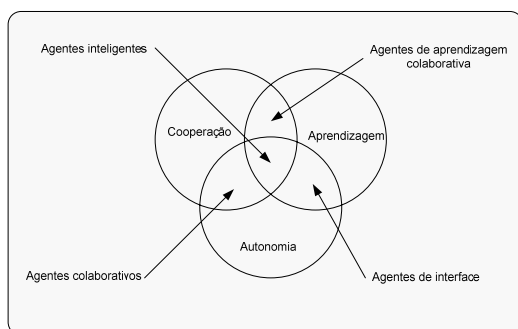 Agentes inteligentes
Agentes de aprendizagem
colaborativa
Cooperação
Aprendizagem
Autonomia
Agentes colaborativos
Agentes de interface